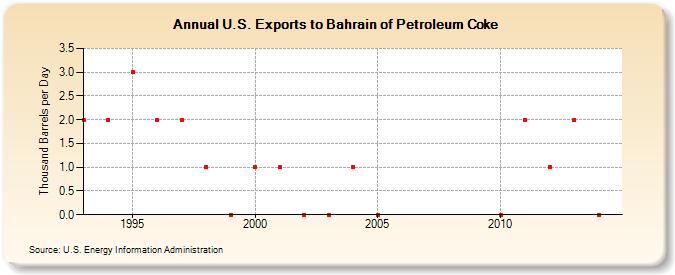 Annual U.S. Exports to Bahrain of Petroleum Coke
Thousand Barrels per Day
3.5
3.0
2.5
2.0
1.5
1.0
0.5
0.0
1995 2000 2005 2010
Source: U.S. Energy Information Administration